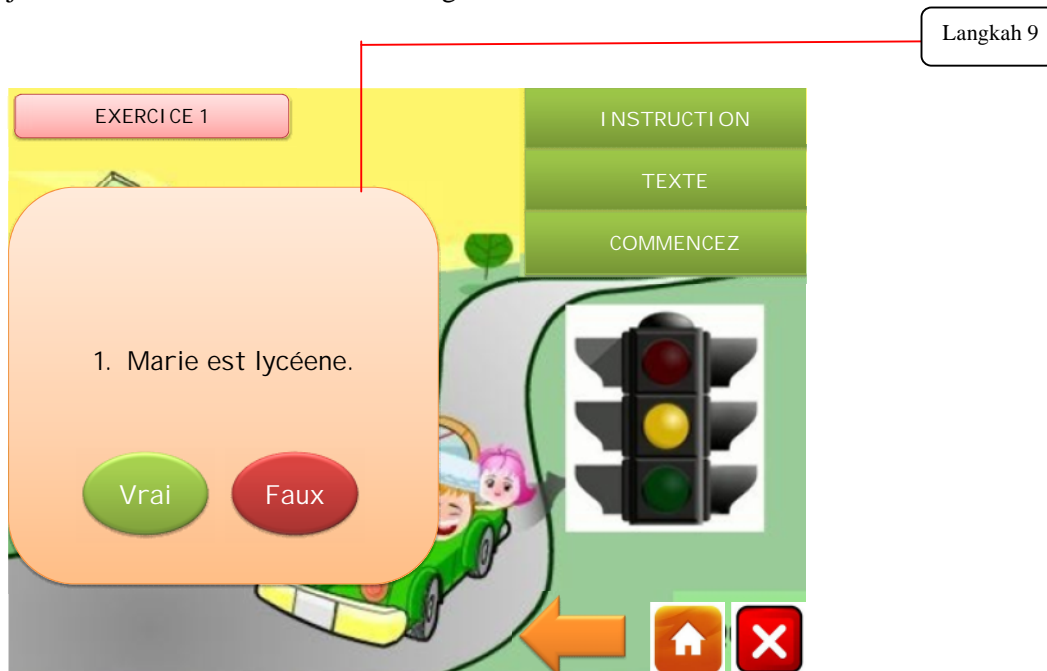 Langkah 9
EXERCICE 1
INSTRUCTION
TEXTE
COMMENCEZ
1. Marie est lycéene.
Vrai
Faux